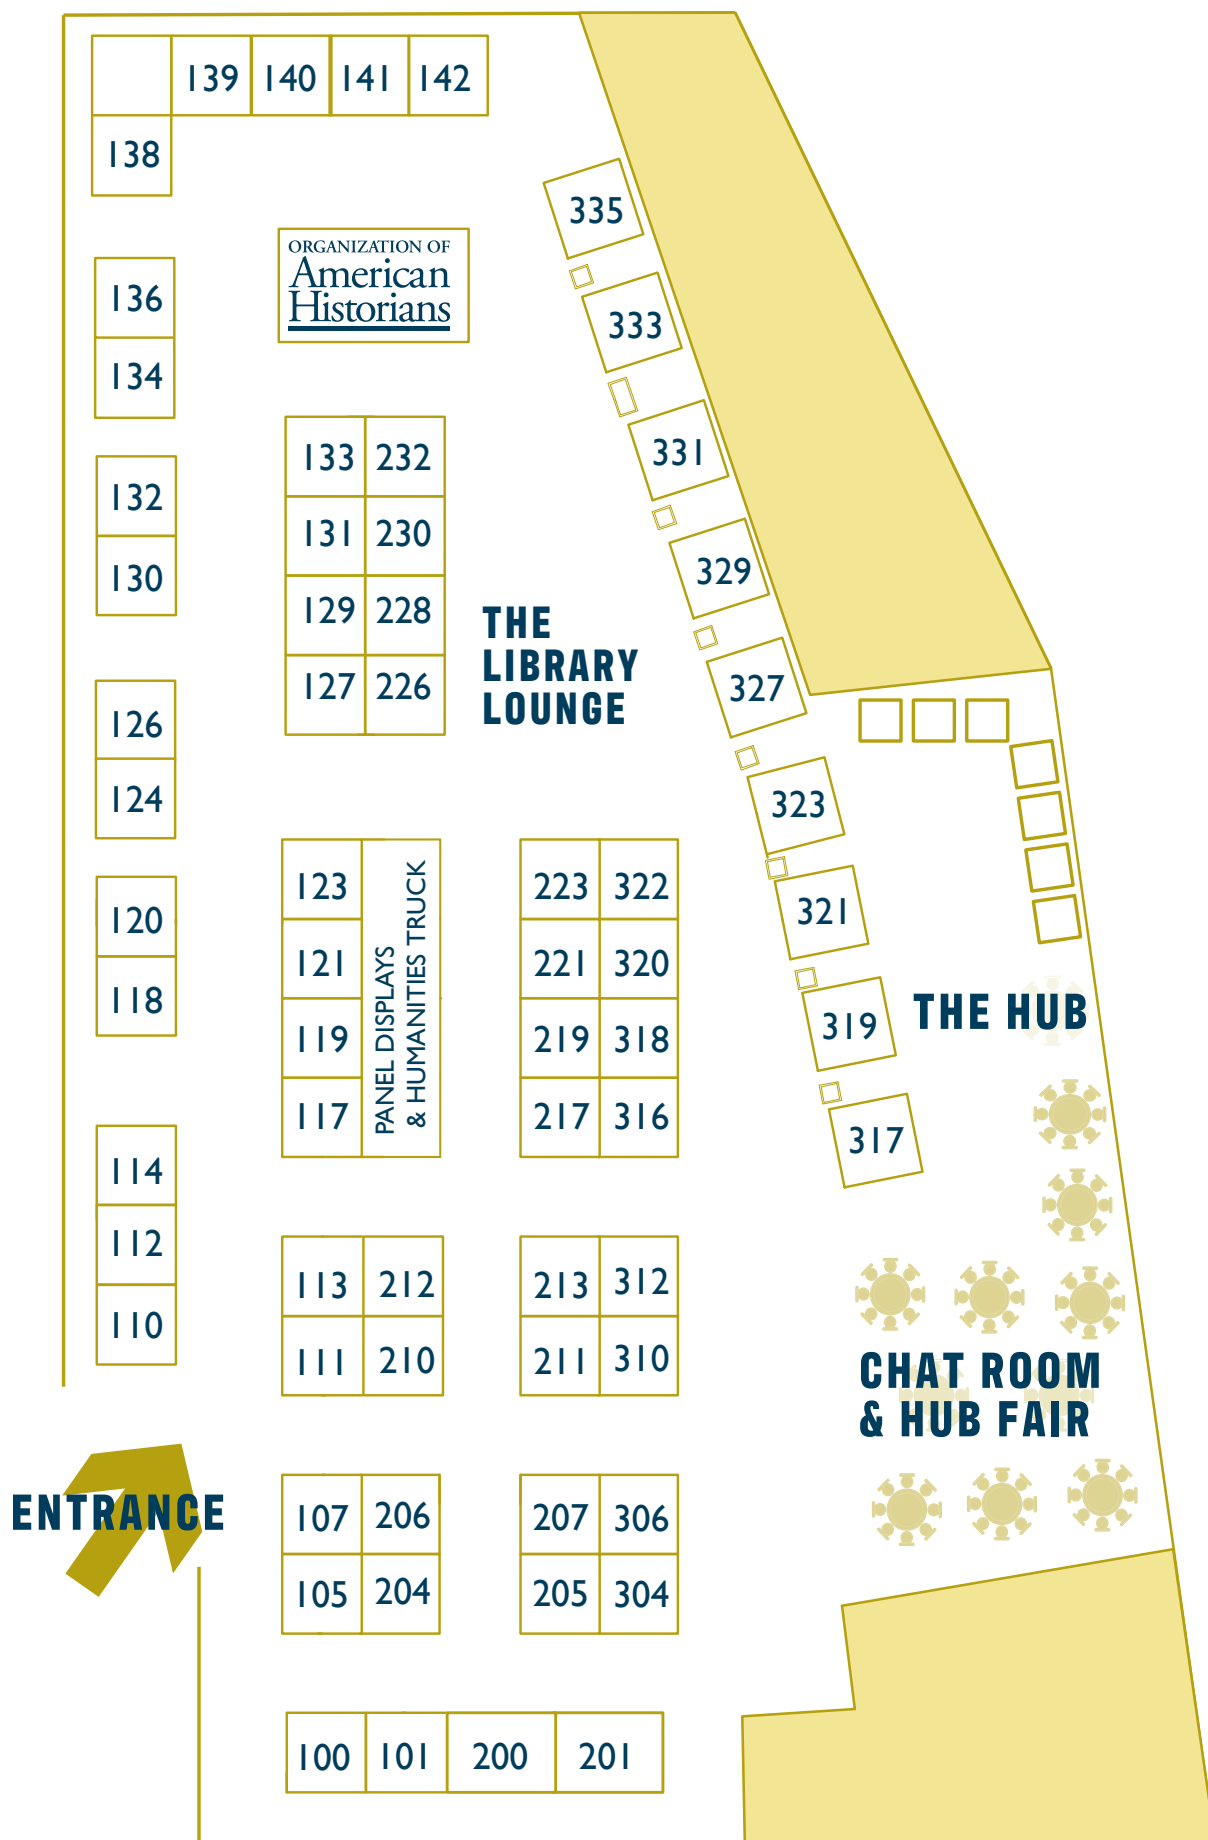 139 140 141 142
138
335
ORGANIZATION OF
American
Historians
136
333
134
133 232
331
132
131 230
130
329
129 228
THE
LIBRARY
LOUNGE
127 226
327
126
124
323
123
223 322
321
120
121
221 320
118
119
219 318
319
THE HUB
PANEL DISPLAYS
& HUMANITIES TRUCK
117
217 316
317
114
112
113 212
213 312
110
111 210
211 310
CHAT ROOM
& HUB FAIR
ENTRANCE
107 206
207 306
105 204
205 304
100 101 200 201